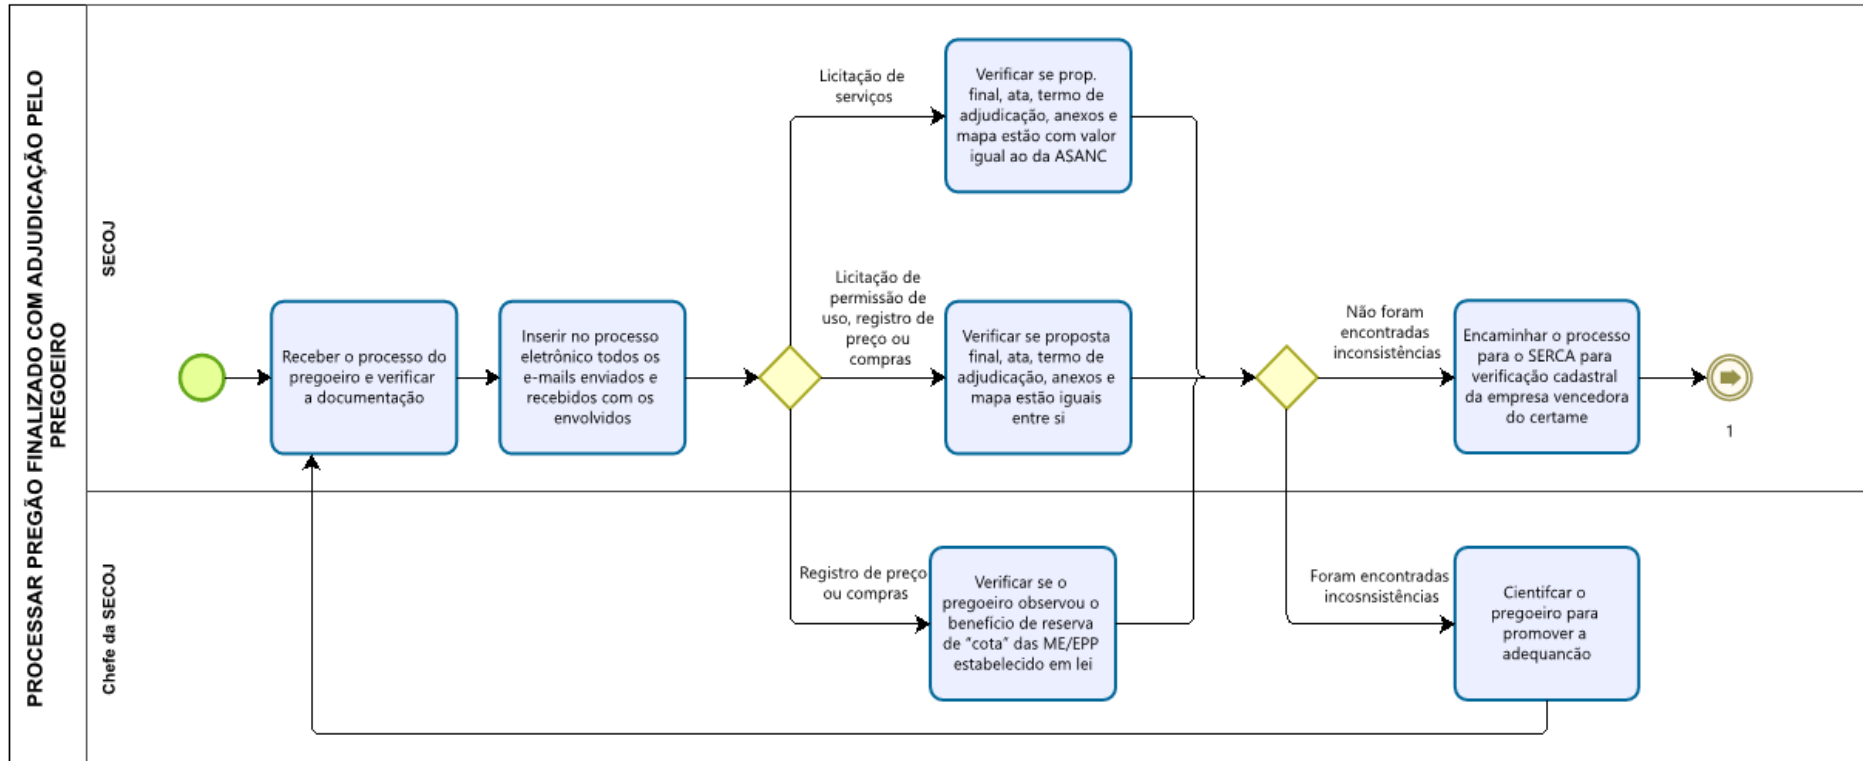 PROCESSAR PREGÃO FINALIZADO COM ADJUDICAÇÃO PELO
PREGOEIRO
SECOJ
Receber o processo do
pregoeiro e verificar
a documentação
Inserir no processo
eletrônico todos os
e-mails enviados e
recebidos com os
envolvidos
Licitação de
serviços
Verificar se prop.
final, ata, termo de
adjudicação, anexos e
mapa estão com valor
igual ao da ASANC
Licitação de
permissão de
uso, registro de
preço ou
compras
Verificar se proposta
final, ata, termo de
adjudicação, anexos e
mapa estão iguais
entre si
Não foram
encontradas
inconsistências
Encaminhar o processo
para o SERCA para
verificação cadastral
da empresa vencedora
do certame
1
Chefe da SECOJ
Registro de preço
ou compras
Verificar se o
pregoeiro observou o
benefício de reserva
de “cota” das ME/EPP
estabelecido em lei
Foram encontradas
incosnsistências
Cientifcar o
pregoeiro para
promover a
adequancão